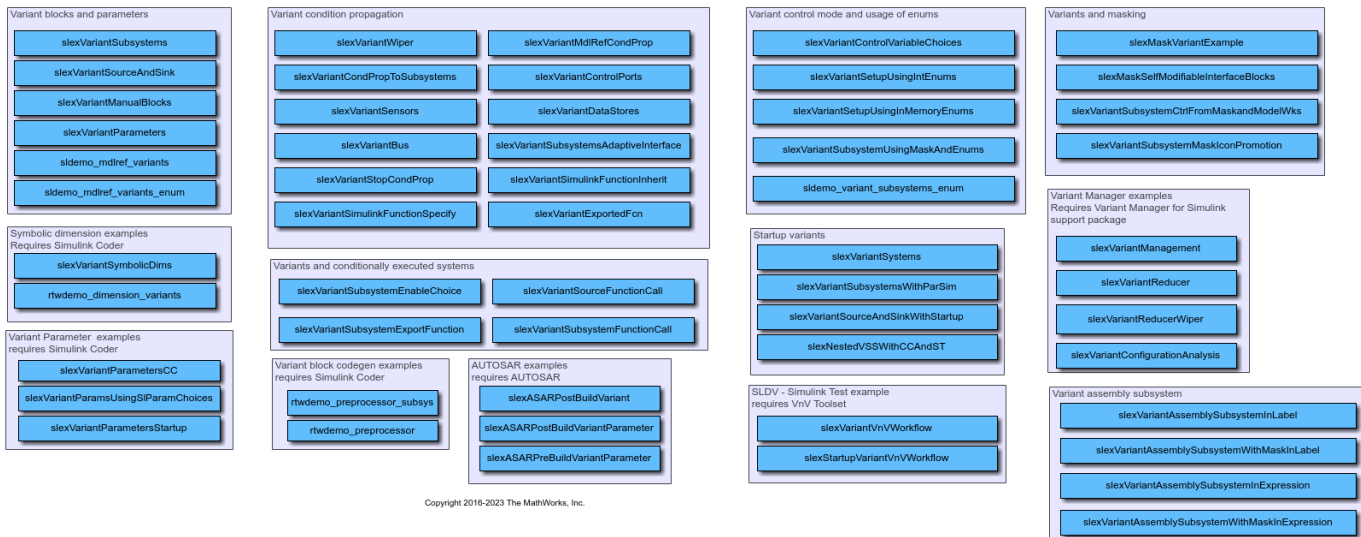 Variant blocks and parameters
slexVariantSubsystems
slexVariantSourceAndSink
slexVariantManualBlocks
slexVariantParameters
sldemo_mdlref_variants
sldemo_mdlref_variants_enum
Symbolic dimension examples
Requires Simulink Coder
slexVariantSymbolicDims
rtwdemo_dimension_variants
Variant Parameter  examples
requires Simulink Coder
slexVariantParametersCC
slexVariantParamsUsingSlParamChoices
slexVariantParametersStartup
Variant condition propagation
slexVariantWiper
slexVariantMdlRefCondProp
slexVariantCondPropToSubsystems
slexVariantControlPorts
slexVariantSensors
slexVariantDataStores
slexVariantBus
slexVariantSubsystemsAdaptiveInterface
slexVariantStopCondProp
slexVariantSimulinkFunctionInherit
slexVariantSimulinkFunctionSpecify
slexVariantExportedFcn
Variants and conditionally executed systems
slexVariantSubsystemEnableChoice
slexVariantSourceFunctionCall
slexVariantSubsystemExportFunction
slexVariantSubsystemFunctionCall
Variant block codegen examples
requires Simulink Coder
rtwdemo_preprocessor_subsys
rtwdemo_preprocessor
AUTOSAR examples
requires AUTOSAR
slexASARPostBuildVariant
slexASARPostBuildVariantParameter
slexASARPreBuildVariantParameter
Copyright 2016-2023 The MathWorks, Inc.
Variant control mode and usage of enums
slexVariantControlVariableChoices
slexVariantSetupUsingIntEnums
slexVariantSetupUsingInMemoryEnums
slexVariantSubsystemUsingMaskAndEnums
sldemo_variant_subsystems_enum
Startup variants
slexVariantSystems
slexVariantSubsystemsWithParSim
slexVariantSourceAndSinkWithStartup
slexNestedVSSWithCCAndST
SLDV - Simulink Test example
requires VnV Toolset
slexVariantVnVWorkflow
slexStartupVariantVnVWorkflow
Variants and masking
slexMaskVariantExample
slexMaskSelfModifiableInterfaceBlocks
slexVariantSubsystemCtrlFromMaskandModelWks
slexVariantSubsystemMaskIconPromotion
Variant Manager examples
Requires Variant Manager for Simulink
support package
slexVariantManagement
slexVariantReducer
slexVariantReducerWiper
slexVariantConfigurationAnalysis
Variant assembly subsystem
slexVariantAssemblySubsystemInLabel
slexVariantAssemblySubsystemWithMaskInLabel
slexVariantAssemblySubsystemInExpression
slexVariantAssemblySubsystemWithMaskInExpression